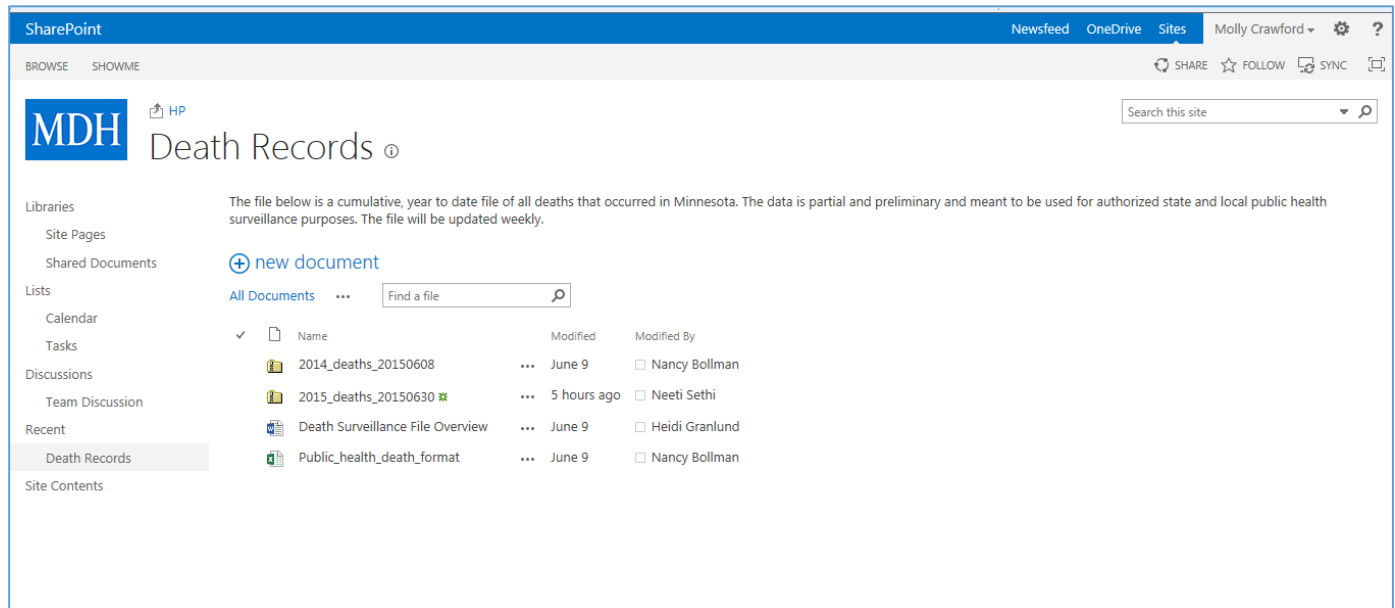 SharePoint
Newsfeed OneDrive Sites Molly Crawford ?
BROWSE SHOWME
SHARE FOLLOW SYNC
MDH
HP
Search this site
Death Records
Libraries
Site Pages
Shared Documents
Lists
Calendar
Tasks
Discussions
Team Discussion
Recent
Death Records
Site Contents
The file below is a cumulative, year to date file of all deaths that occurred in Minnesota. The data is partial and preliminary and meant to be used for authorized state and local public health
surveillance purposes. The file will be updated weekly.
new document
All Documents ... Find a file
Name Modified Modified By
2014_deaths_20150608 ... June 9 Nancy Bollman
2015_deaths_20150630 ... 5 hours ago Neeti Sethi
Death Surveillance File Overview ... June 9 Heidi Granlund
Public_health_death_format ... June 9 Nancy Bollman